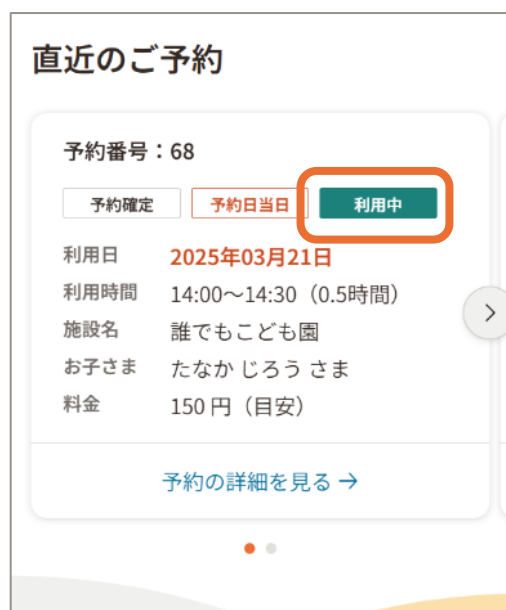 直近のご予約
予約番号：68
予約確定 予約日当日 利用中
利用日 2025年03月21日
利用時間 14:00〜14:30（0.5時間）
施設名 誰でもこども園
お子さま たなか じろう さま
料金 150 円（目安）
予約の詳細を見る →